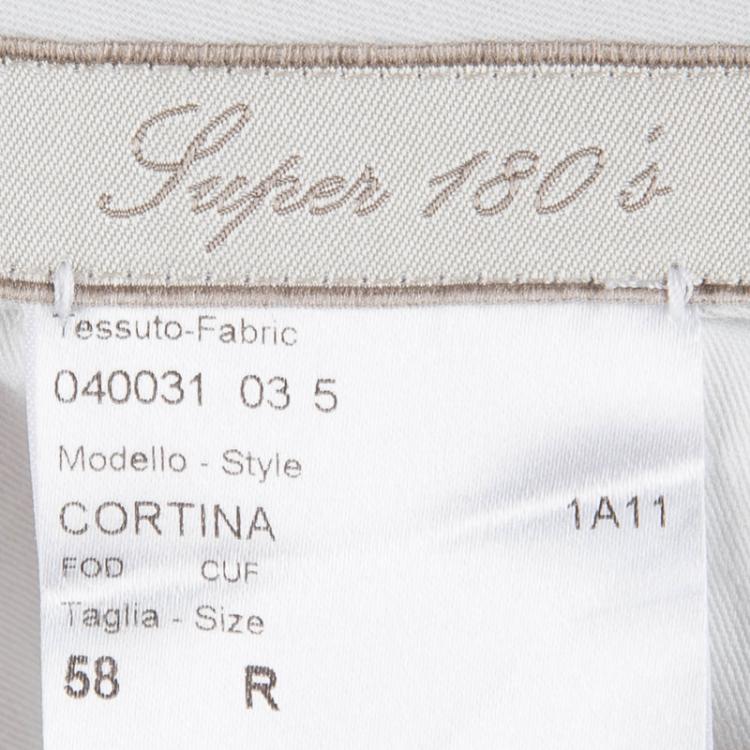 Super 180's
Tessuto-Fabric
040031 03 5
Modello - Style
CORTINA 1A11
FOD CUF
Taglia - Size
58 R